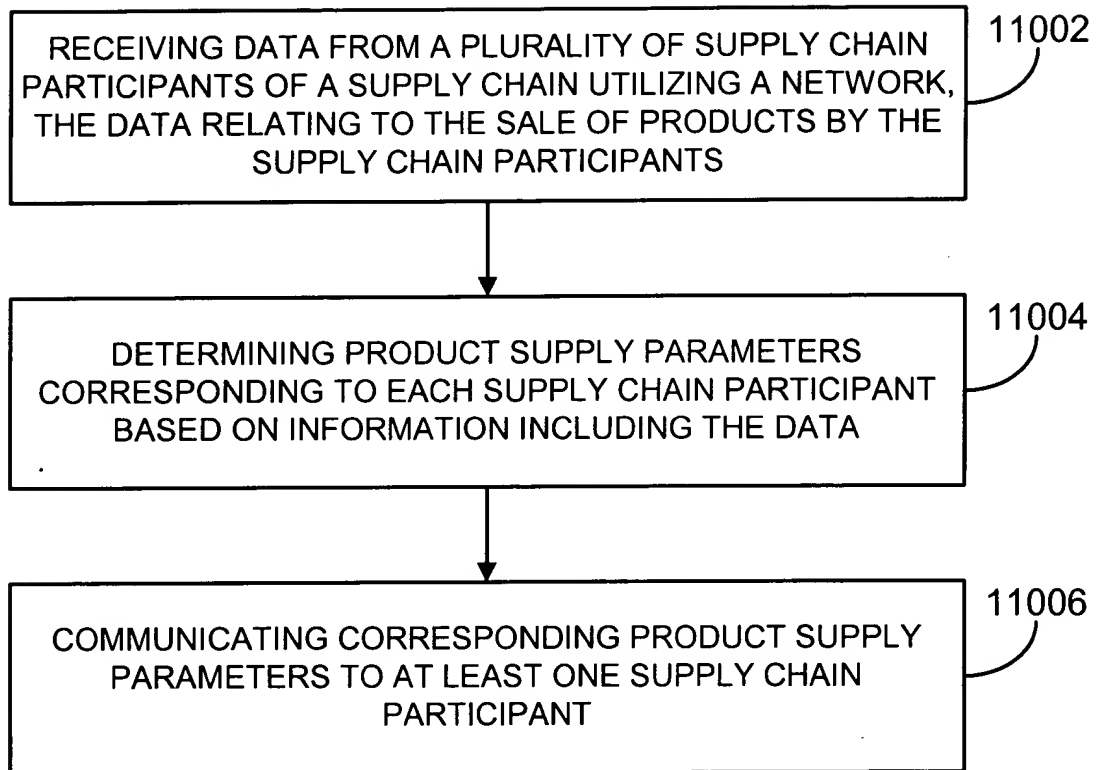 RECEIVING DATA FROM A PLURALITY OF SUPPLY CHAIN
PARTICIPANTS OF A SUPPLY CHAIN UTILIZING A NETWORK,
THE DATA RELATING TO THE SALE OF PRODUCTS BY THE
SUPPLY CHAIN PARTICIPANTS
11002
DETERMINING PRODUCT SUPPLY PARAMETERS
CORRESPONDING TO EACH SUPPLY CHAIN PARTICIPANT
BASED ON INFORMATION INCLUDING THE DATA
11004
COMMUNICATING CORRESPONDING PRODUCT SUPPLY
PARAMETERS TO AT LEAST ONE SUPPLY CHAIN
PARTICIPANT
11006